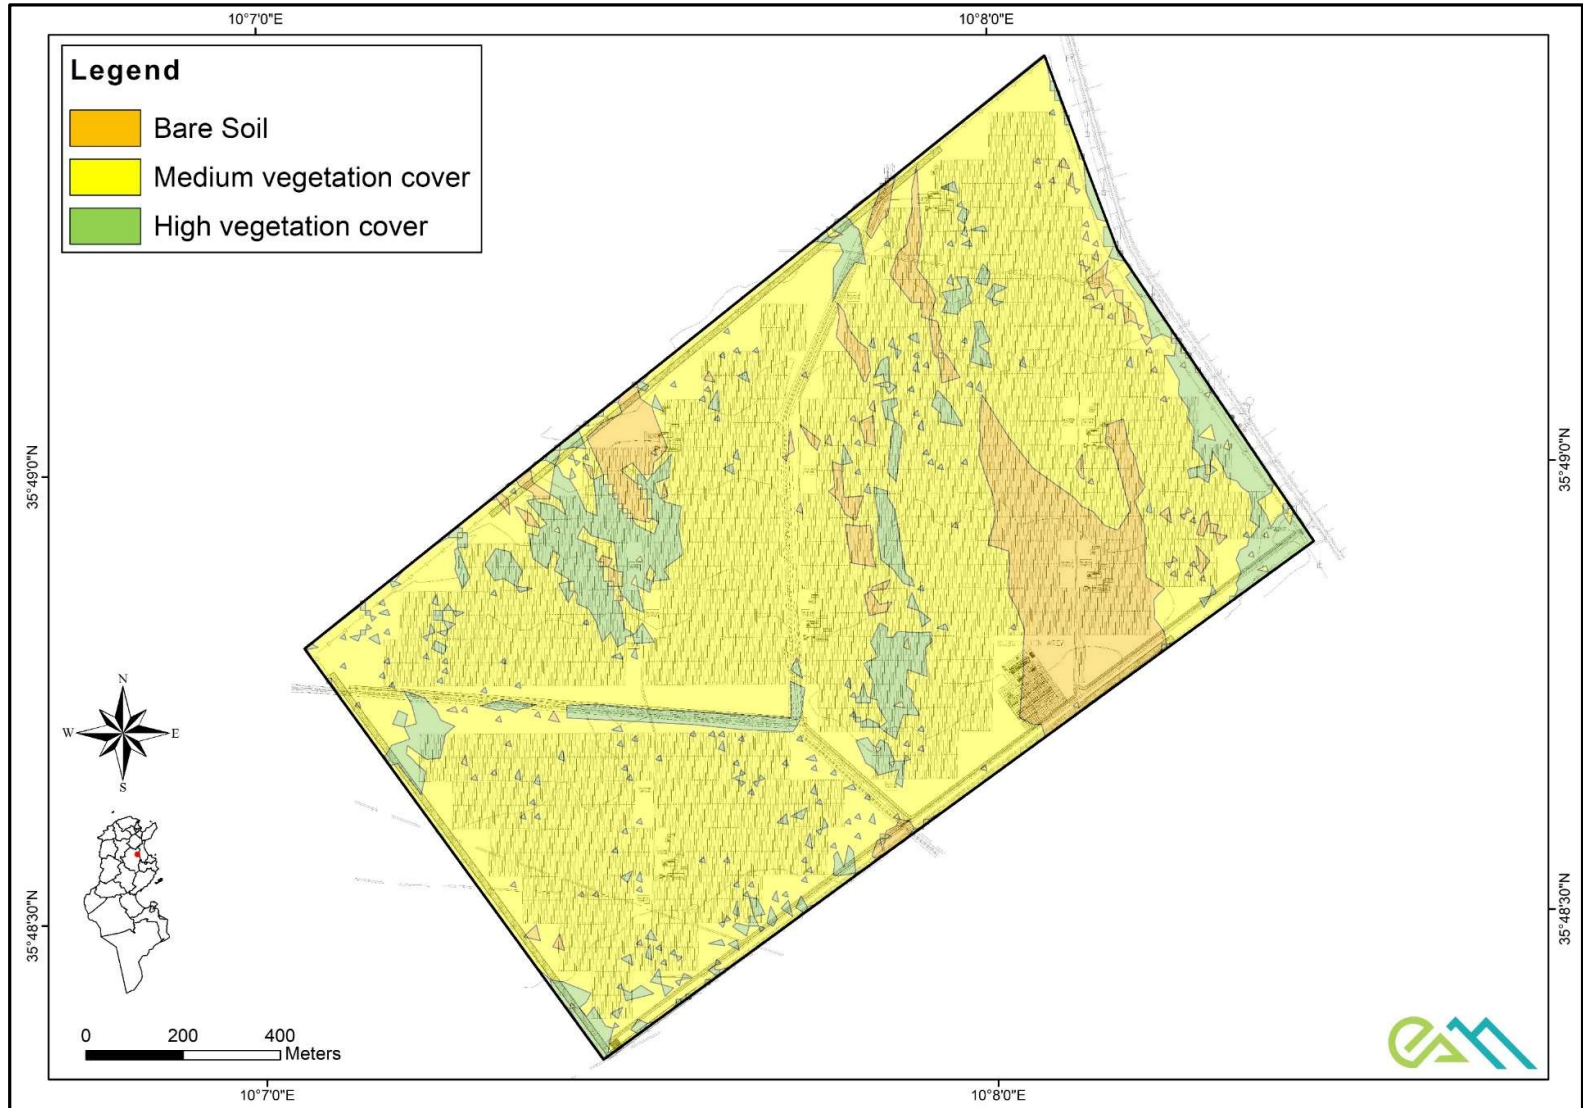 10°7'0"E
10°8'0"E
Legend
Bare Soil
Medium vegetation cover
High vegetation cover
35°49'0"N
35°49'0"N
N
W
E
S
35°48'30"N
35°48'30"N
0 200 400
Meters
10°7'0"E
10°8'0"E